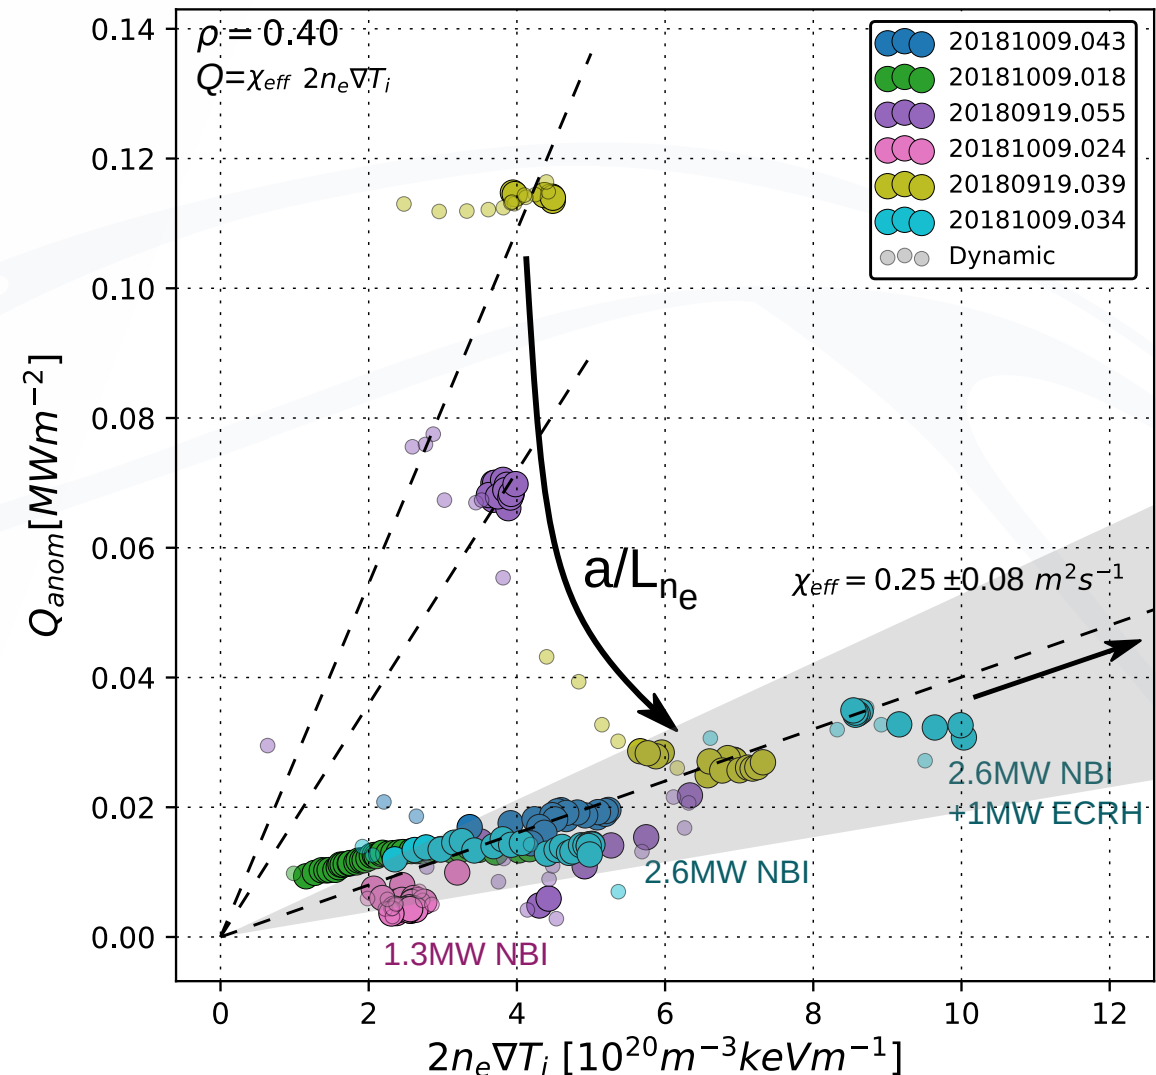 ρ = 0.40
Q=χeff 2ne∇Ti
20181009.043
20181009.018
20180919.055
20181009.024
20180919.039
20181009.034
Dynamic
0.14
0.12
0.10
0.08
0.06
0.04
0.02
0.00
Qanom[MWm−2]
a/Lne
χeff = 0.25 ±0.08 m2s−1
2.6MW NBI
+1MW ECRH
2.6MW NBI
1.3MW NBI
0 2 4 6 8 10 12
2ne∇Ti [10²⁰m−3keVm−1]